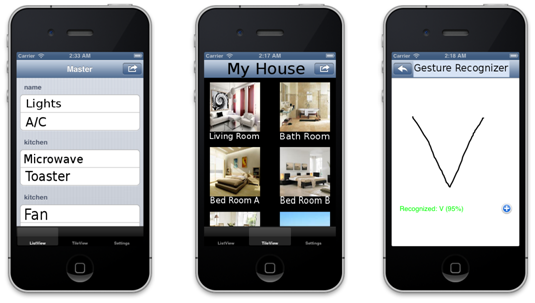 Carrier 2:33 AM
Master
name
Lights
A/C
kitchen
Microwave
Toaster
kitchen
Fan
ListView TileView Settings
Carrier 2:17 AM
My House
Living Room Bath Room
Bed Room A Bed Room B
ListView TileView Settings
Carrier 2:18 AM
Gesture Recognizer
Recognized: V (95%)